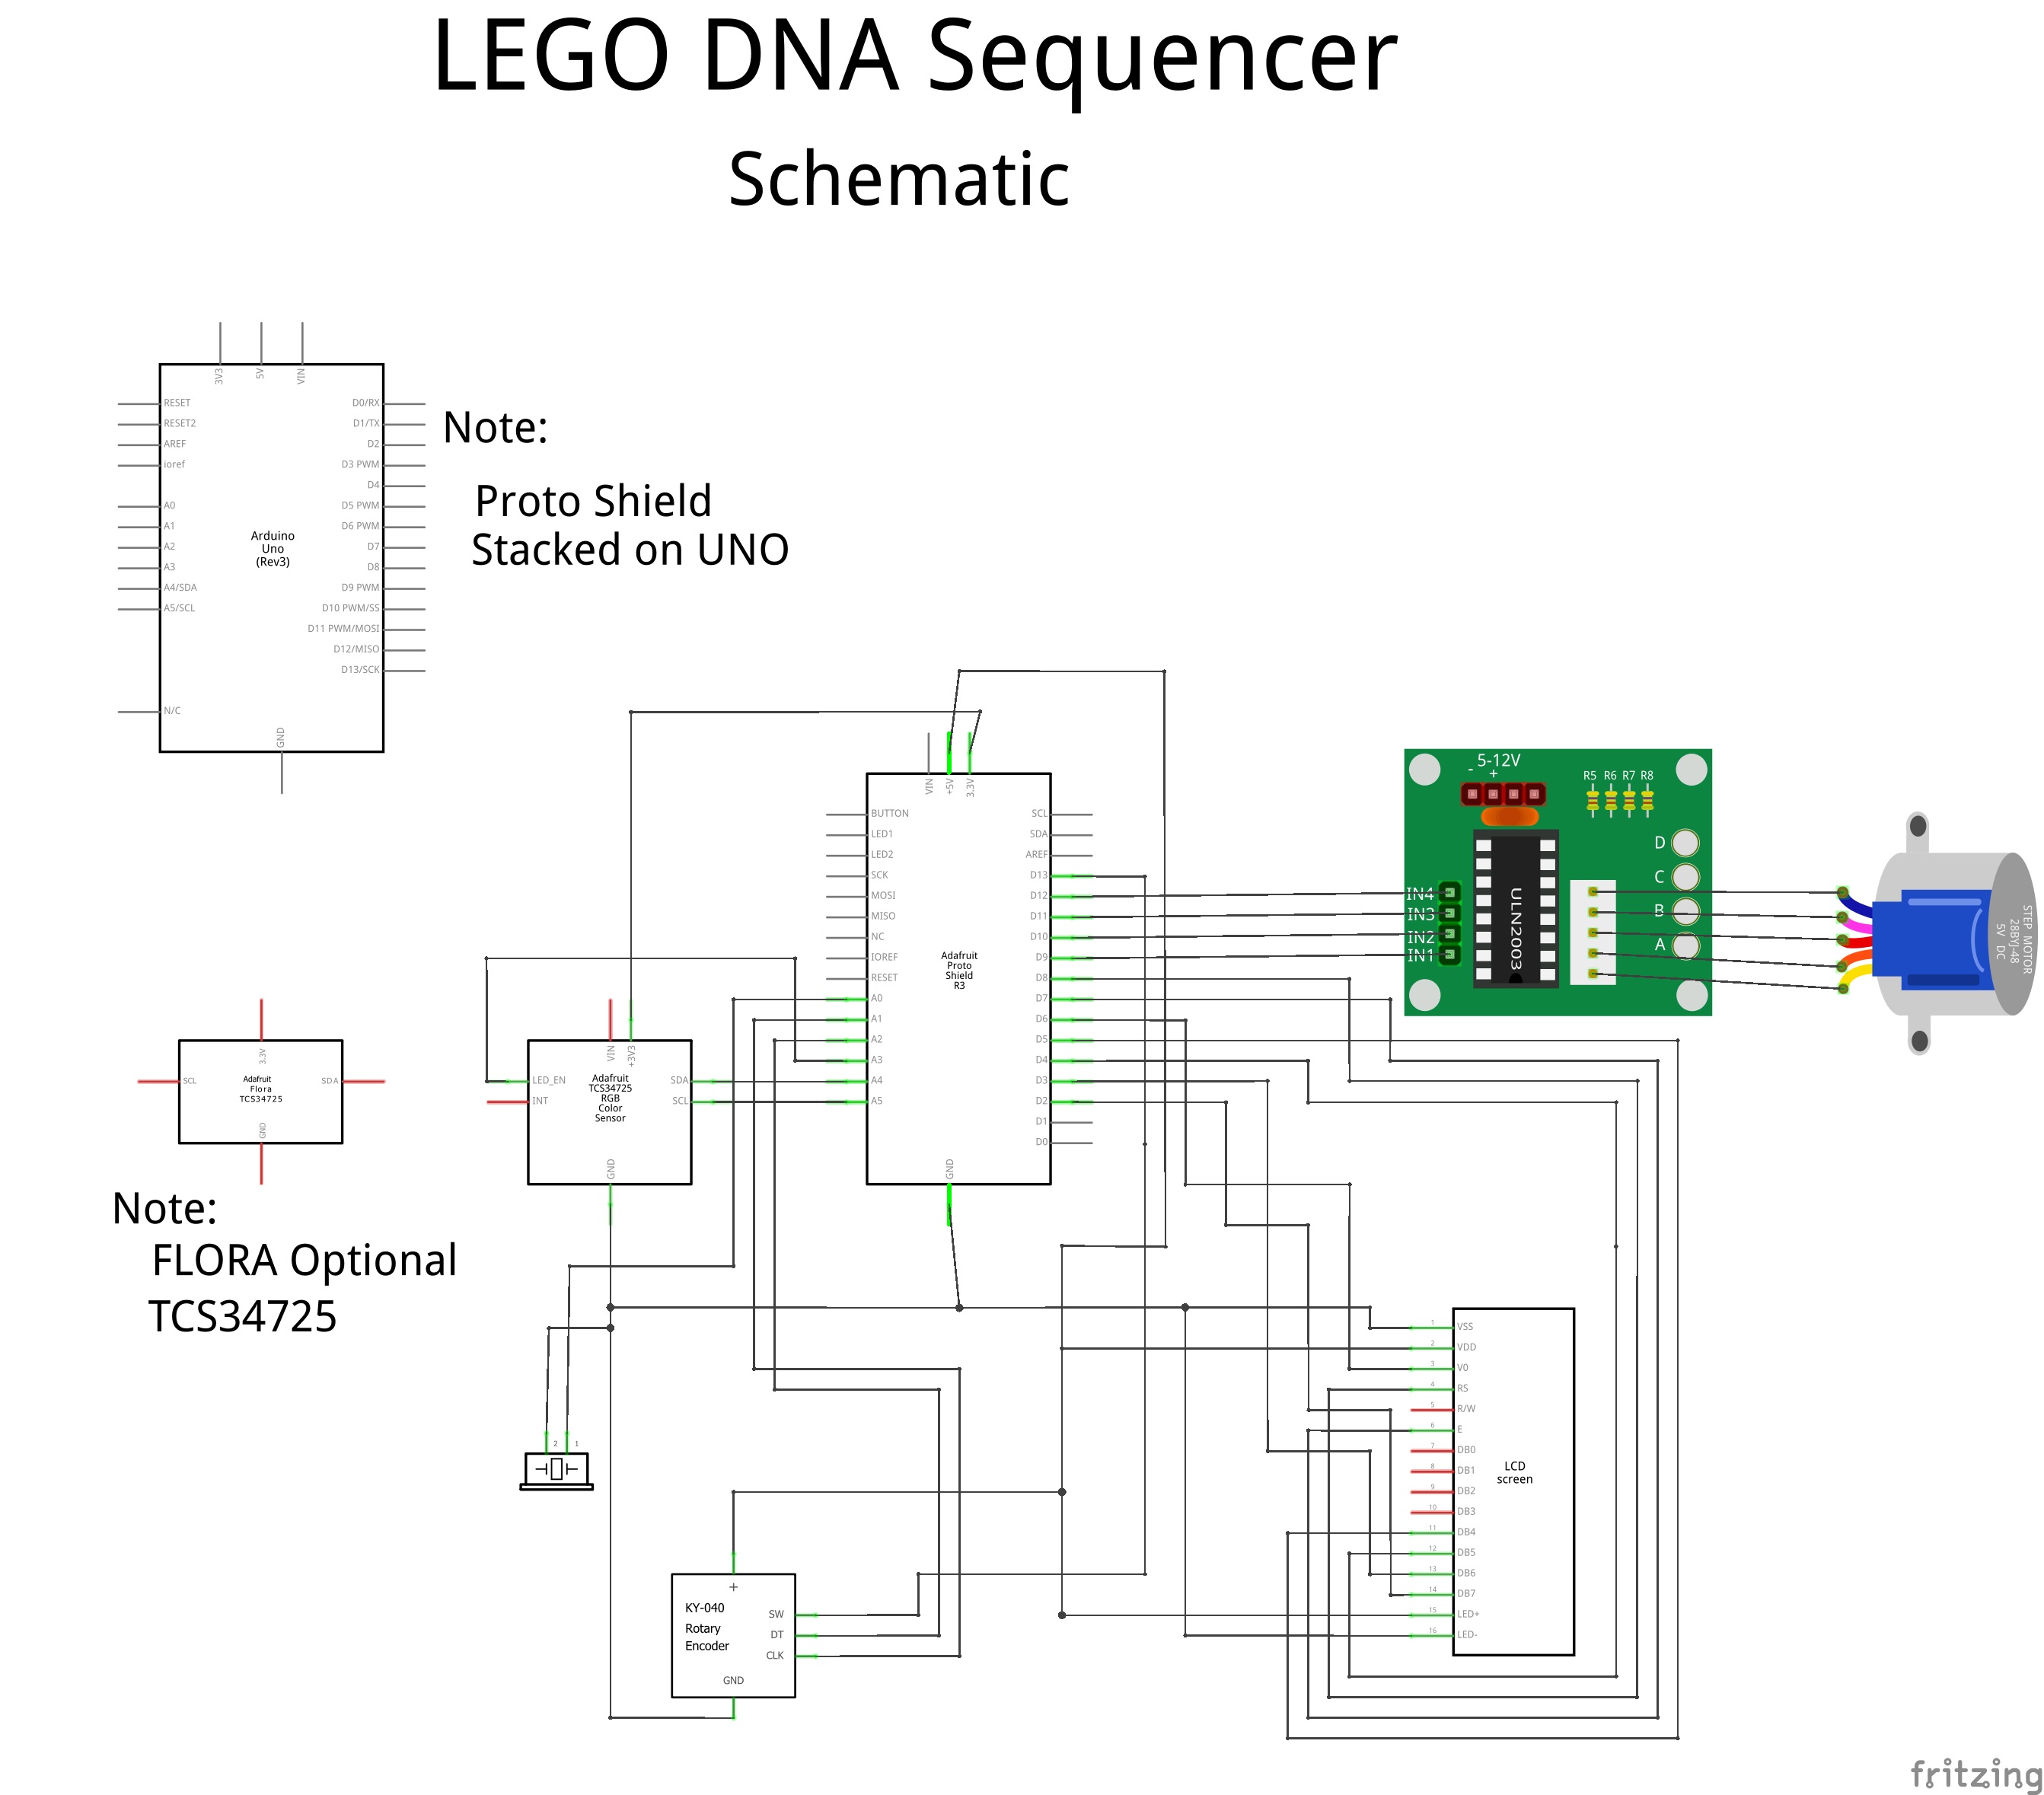 LEGO DNA Sequencer
Schematic
3V3
5V
VIN
RESET
RESET2
AREF
ioref
A0
A1
A2
A3
A4/SDA
A5/SCL
N/C
D0/RX
D1/TX
D2
D3 PWM
D4
D5 PWM
D6 PWM
D7
D8
D9 PWM
D10 PWM/SS
D11 PWM/MOSI
D12/MISO
D13/SCK
GND
Arduino
Uno
(Rev3)
Note:
Proto Shield
Stacked on UNO
VIN
+5V
3.3V
BUTTON
LED1
LED2
SCK
MOSI
MISO
NC
IOREF
RESET
A0
A1
A2
A3
A4
A5
Adafruit
Proto
Shield
R3
SCL
SDA
AREF
D13
D12
D11
D10
D9
D8
D7
D6
D5
D4
D3
D2
D1
D0
GND
5-12V
- +
R5 R6 R7 R8
IN4
IN3
IN2
IN1
ULN2003
D
C
B
A
STEP MOTOR
28BYJ-48
5V DC
3.3V
SCL
SDA
Adafruit
Flora
TCS34725
GND
Note:
FLORA Optional
TCS34725
VIN
+3V3
LED_EN
INT
Adafruit
TCS34725
RGB
Color
Sensor
SDA
SCL
GND
2 1
+
KY-040
Rotary
Encoder
SW
DT
CLK
GND
1 VSS
2 VDD
3 V0
4 RS
5 R/W
6 E
7 DB0
8 DB1
9 DB2
10 DB3
11 DB4
12 DB5
13 DB6
14 DB7
15 LED+
16 LED-
LCD
screen
fritzing